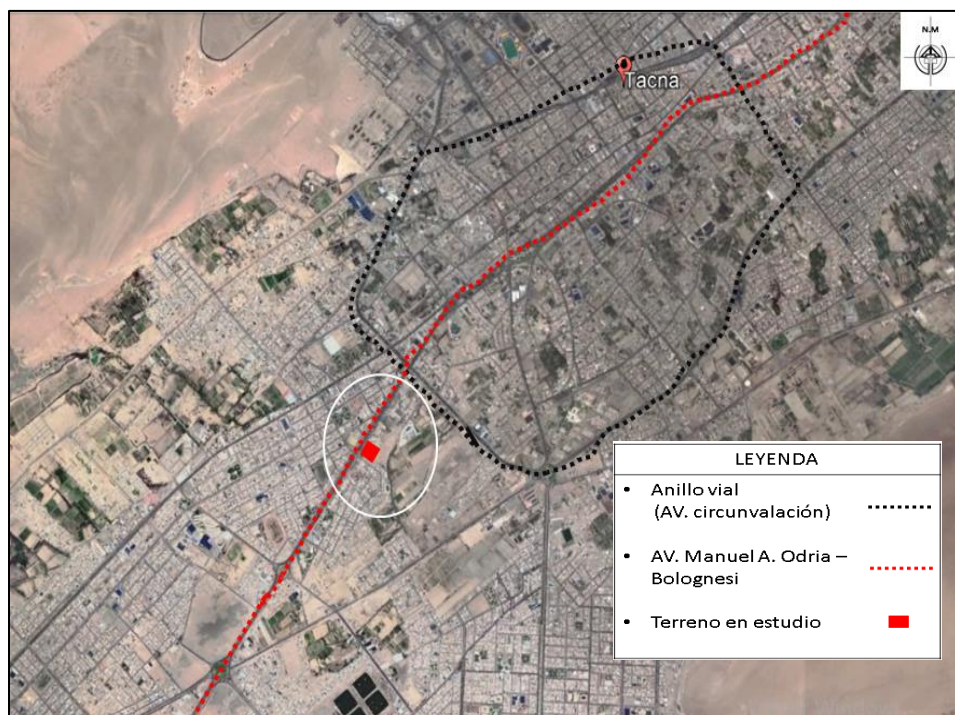 N.M
Tacna
LEYENDA
• Anillo vial
(AV. circunvalación)
• AV. Manuel A. Odria –
Bolognesi
• Terreno en estudio